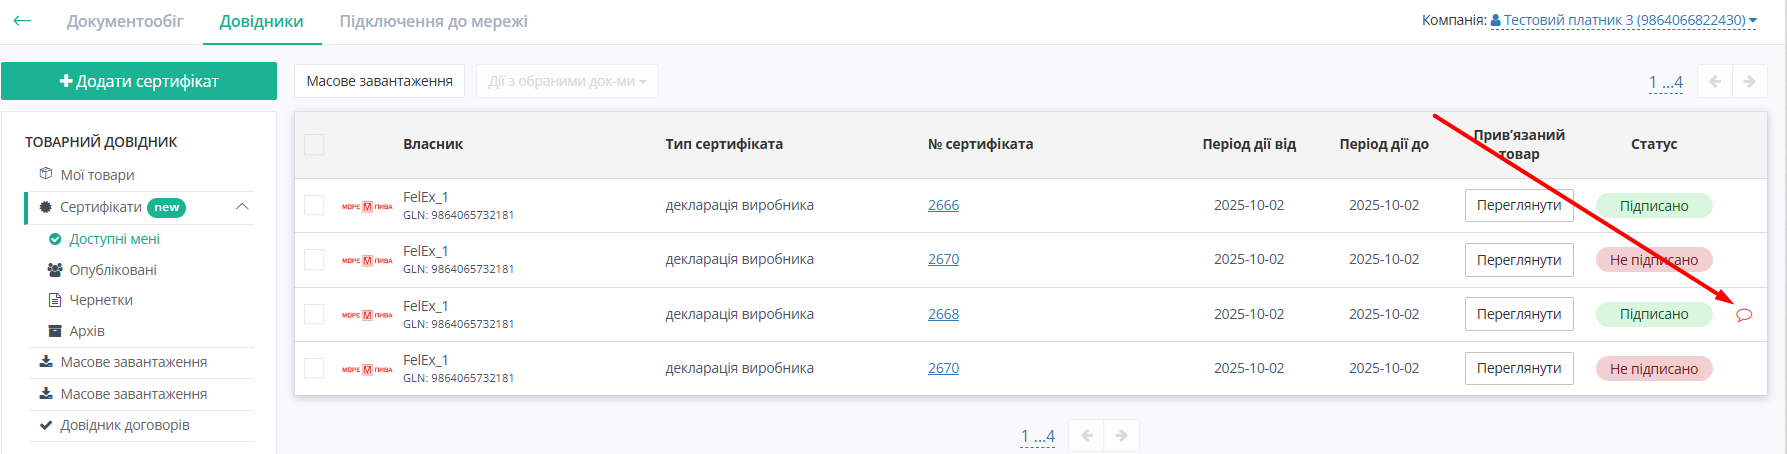 Документообіг Довідники Підключення до мережі Компанія: Тестовий платник 3 (9864066822430)
Додати сертифікат Масове завантаження Дії з обраними док-ми 1 ...4
ТОВАРНИЙ ДОВІДНИК
Мої товари
Сертифікати new
Доступні мені
Опубліковані
Чернетки
Архів
Масове завантаження
Масове завантаження
Довідник договорів
Власник Тип сертифіката № сертифіката Період дії від Період дії до Прив’язаний товар Статус
МОРЕ М ПИВА FelEx_1 декларація виробника 2666 2025-10-02 2025-10-02 Переглянути Підписано
GLN: 9864065732181
МОРЕ М ПИВА FelEx_1 декларація виробника 2670 2025-10-02 2025-10-02 Переглянути Не підписано
GLN: 9864065732181
МОРЕ М ПИВА FelEx_1 декларація виробника 2668 2025-10-02 2025-10-02 Переглянути Підписано
GLN: 9864065732181
МОРЕ М ПИВА FelEx_1 декларація виробника 2670 2025-10-02 2025-10-02 Переглянути Не підписано
GLN: 9864065732181
1 ...4